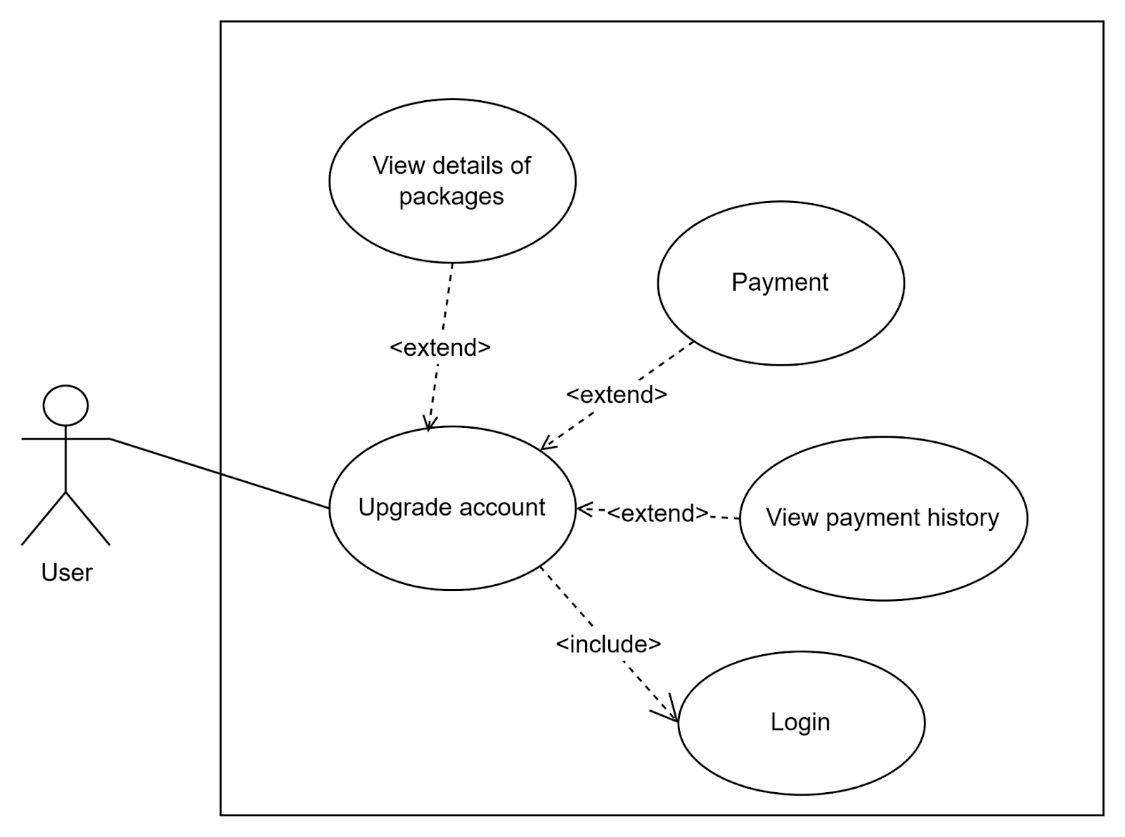 View details of
packages
Payment
<extend>
<extend>
Upgrade account
<extend>
View payment history
User
<include>
Login